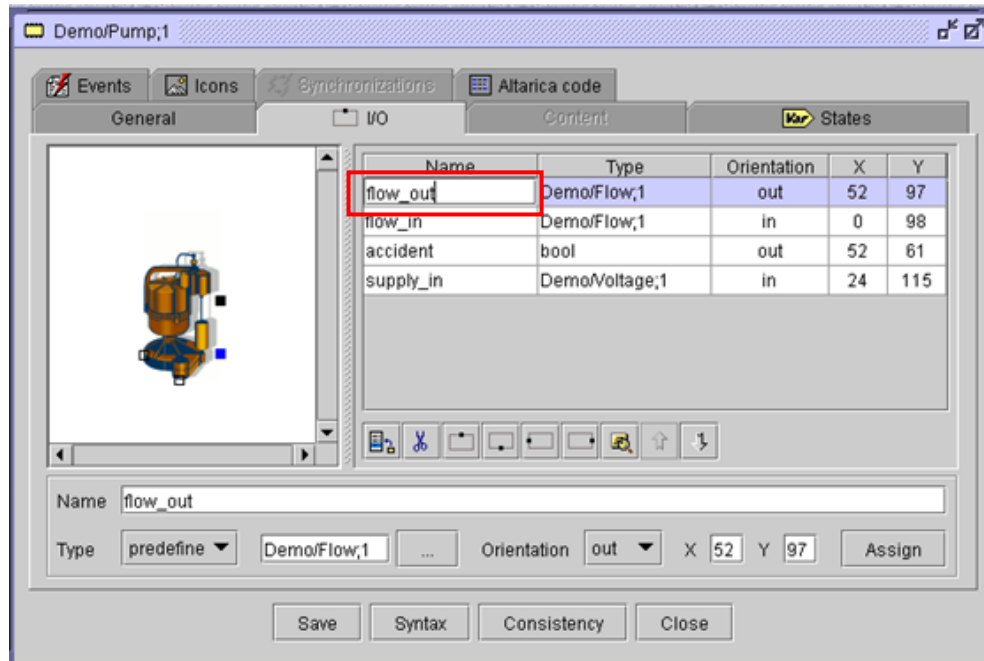 Demo/Pump;1
Events Icons Synchronizations Altarica code
General I/O Content Var States
Name Type Orientation X Y
flow_out Demo/Flow;1 out 52 97
flow_in Demo/Flow;1 in 0 98
accident bool out 52 61
supply_in Demo/Voltage;1 in 24 115
Name flow_out
Type predefine Demo/Flow;1 ... Orientation out X 52 Y 97 Assign
Save Syntax Consistency Close